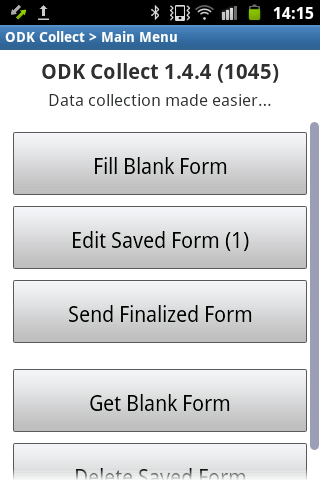 14:15
ODK Collect > Main Menu
ODK Collect 1.4.4 (1045)
Data collection made easier...
Fill Blank Form
Edit Saved Form (1)
Send Finalized Form
Get Blank Form
Delete Saved Form